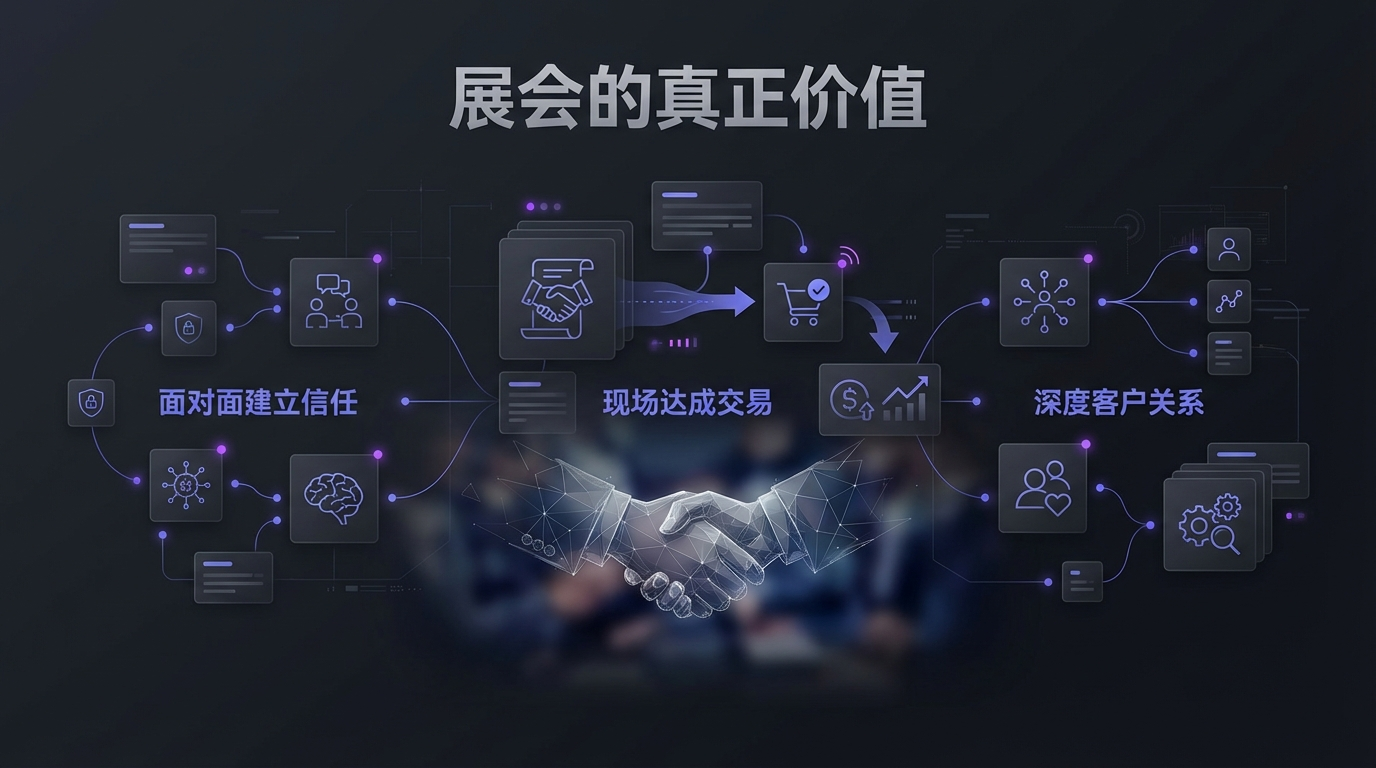 展会的真正价值
面对面建立信任
现场达成交易
深度客户关系